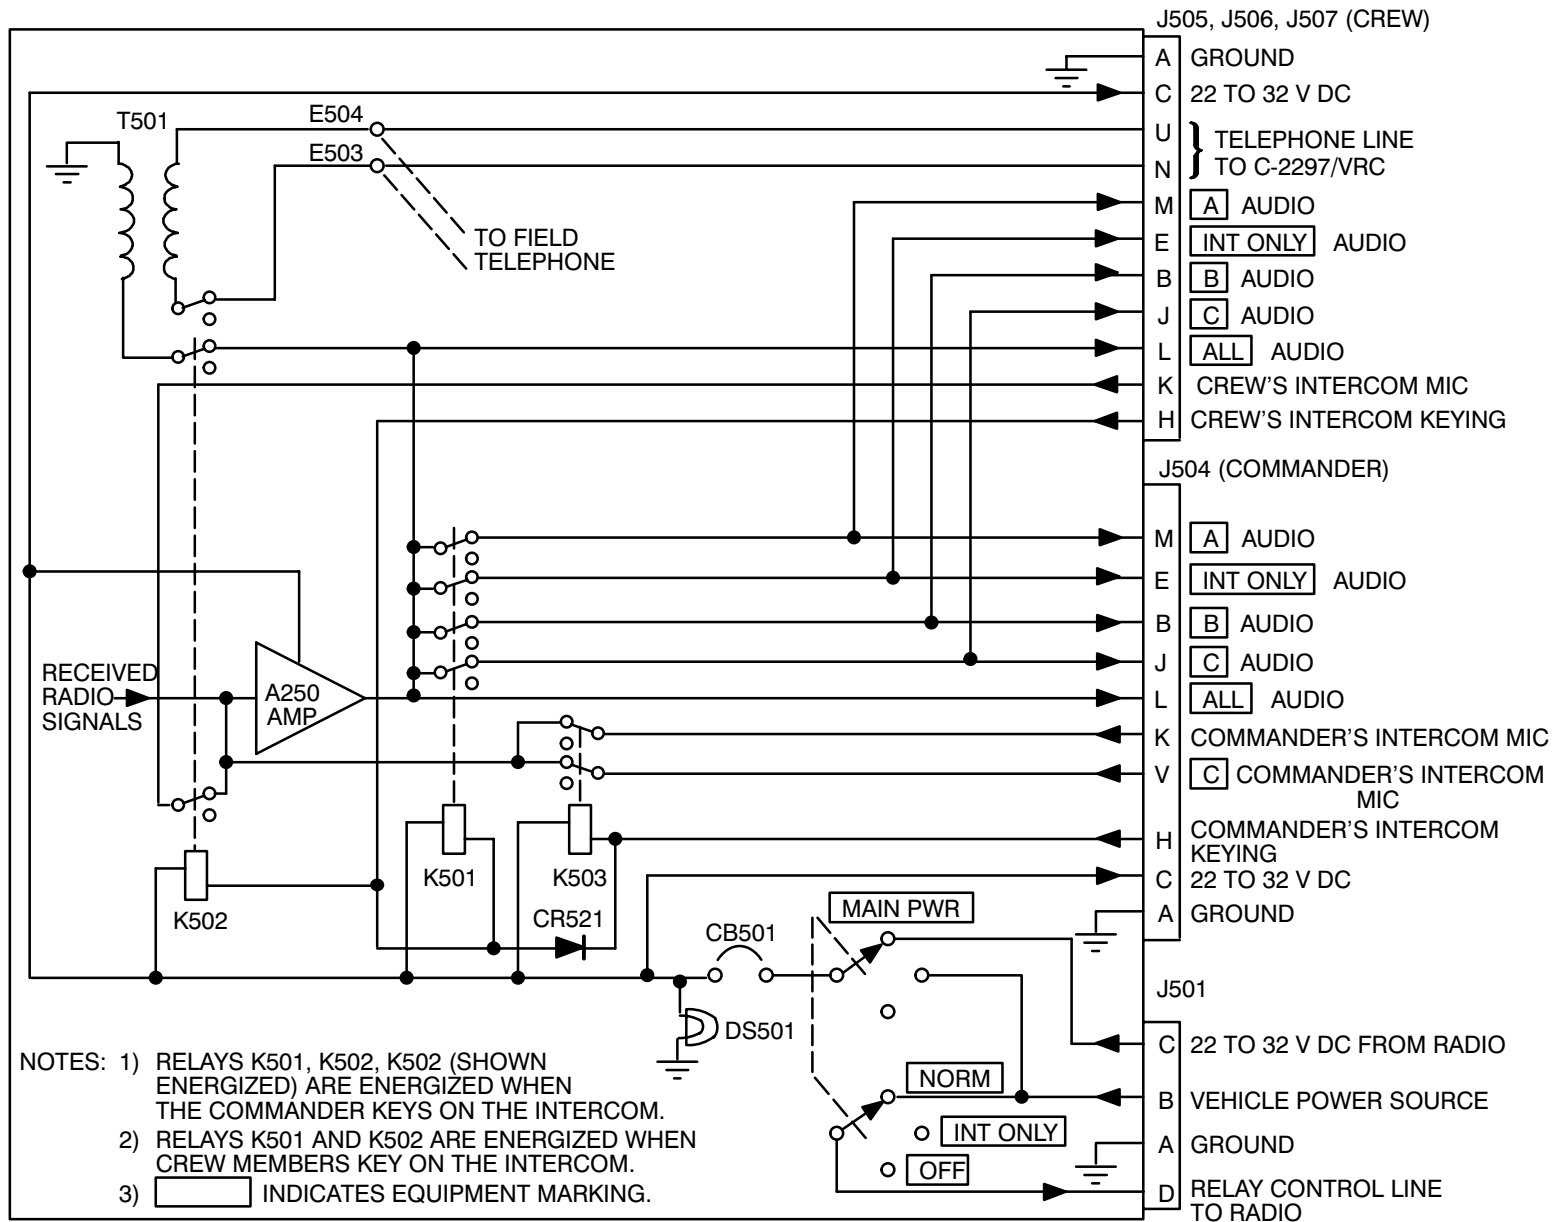 J505, J506, J507 (CREW)
A GROUND
C 22 TO 32 V DC
U
TELEPHONE LINE
TO C-2297/VRC
N
M A AUDIO
E INT ONLY AUDIO
B B AUDIO
J C AUDIO
L ALL AUDIO
K CREW'S INTERCOM MIC
H CREW'S INTERCOM KEYING
T501
E504
E503
TO FIELD
TELEPHONE
J504 (COMMANDER)
M A AUDIO
E INT ONLY AUDIO
B B AUDIO
J C AUDIO
L ALL AUDIO
K COMMANDER'S INTERCOM MIC
V C COMMANDER'S INTERCOM
MIC
H COMMANDER'S INTERCOM
KEYING
C 22 TO 32 V DC
A GROUND
RECEIVED
RADIO
SIGNALS
A250
AMP
K502
K501
K503
CR521
CB501
MAIN PWR
DS501
NORM
INT ONLY
OFF
J501
C 22 TO 32 V DC FROM RADIO
B VEHICLE POWER SOURCE
A GROUND
D RELAY CONTROL LINE
TO RADIO
NOTES: 1) RELAYS K501, K502, K502 (SHOWN
ENERGIZED) ARE ENERGIZED WHEN
THE COMMANDER KEYS ON THE INTERCOM.
2) RELAYS K501 AND K502 ARE ENERGIZED WHEN
CREW MEMBERS KEY ON THE INTERCOM.
3) INDICATES EQUIPMENT MARKING.